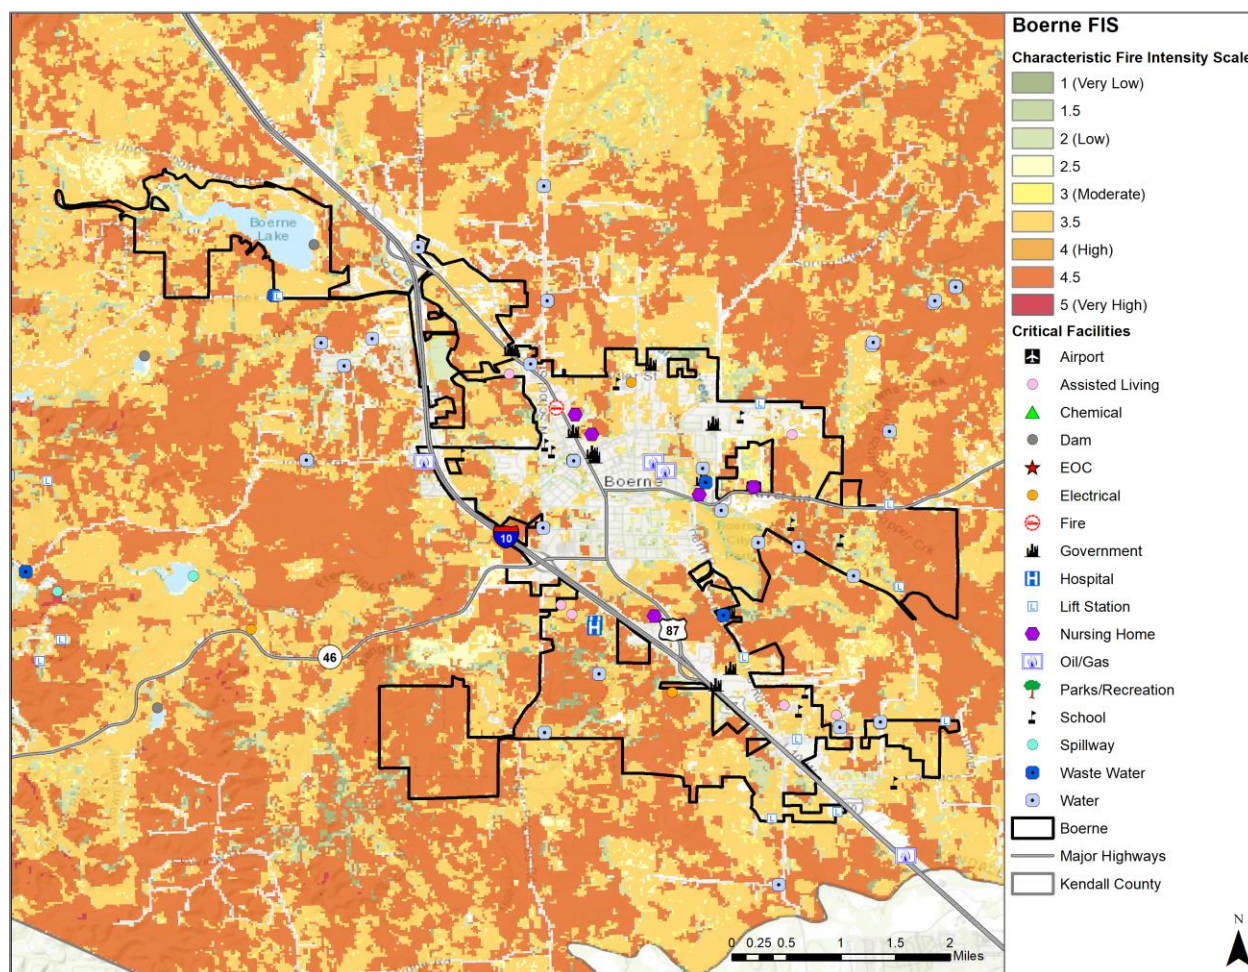 Boerne FIS
Characteristic Fire Intensity Scale
1 (Very Low)
1.5
2 (Low)
2.5
3 (Moderate)
3.5
4 (High)
4.5
5 (Very High)
Critical Facilities
Airport
Assisted Living
Chemical
Dam
EOC
Electrical
Fire
Government
Hospital
L
Lift Station
Nursing Home
Oil/Gas
Parks/Recreation
School
Spillway
Waste Water
Water
Boerne
Major Highways
Kendall County
N
Boerne
Lake
Boerne
10
87
46
0 0.25 0.5 1 1.5 2
Miles